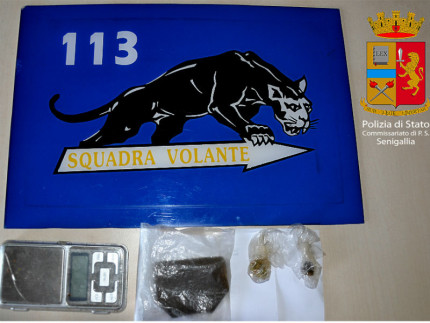 113
SQUADRA VOLANTE
LEX
Polizia di Stato
Commissariato di P. S.
Senigallia